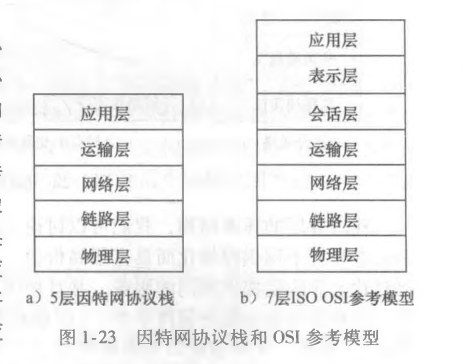 应用层
运输层
网络层
链路层
物理层
a）5层因特网协议栈
应用层
表示层
会话层
运输层
网络层
链路层
物理层
b）7层ISO OSI参考模型
图 1-23 因特网协议栈和 OSI 参考模型